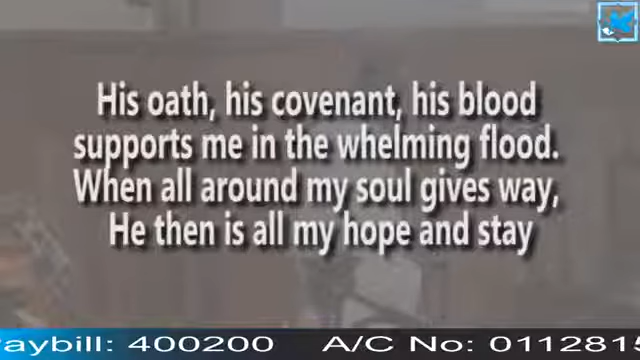 His oath, his covenant, his blood
supports me in the whelming flood.
When all around my soul gives way,
He then is all my hope and stay
aybill: 400200 A/C No: 0112815